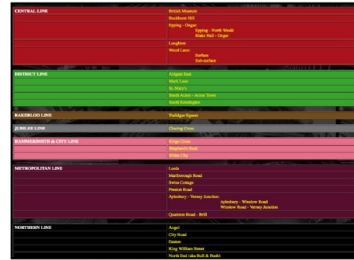 CENTRAL LINE
British Museum
Buckhurst Hill
Epping - Ongar
Epping - North Weald
Blake Hall - Ongar
Loughton
Wood Lane
Surface
Sub-surface
DISTRICT LINE
Aldgate East
Mark Lane
St. Mary's
South Acton - Acton Town
South Kensington
BAKERLOO LINE
Trafalgar Square
JUBILEE LINE
Charing Cross
HAMMERSMITH & CITY LINE
Kings Cross
Shepherd's Bush
White City
METROPOLITAN LINE
Lords
Marlborough Road
Swiss Cottage
Preston Road
Aylesbury - Verney Junction
Aylesbury - Winslow Road
Winslow Road - Verney Junction
Quainton Road - Brill
NORTHERN LINE
Angel
City Road
Euston
King William Street
North End (aka Bull & Bush)